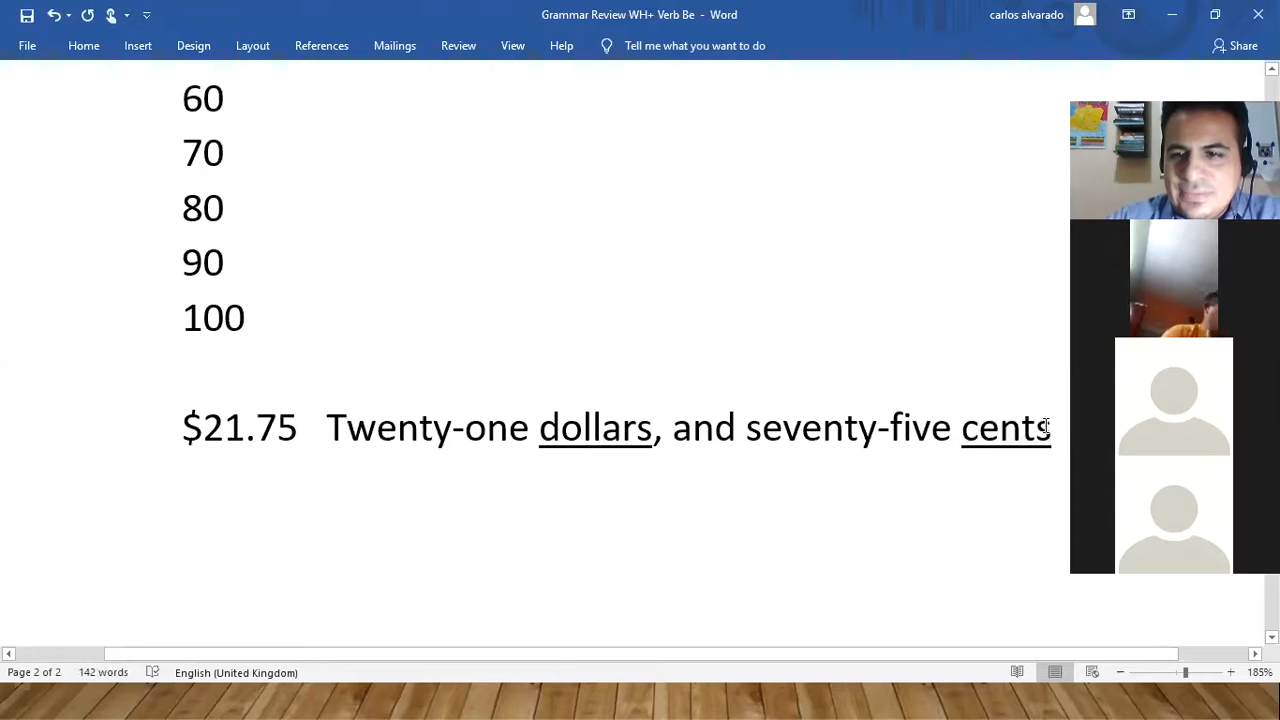 Grammar Review WH+ Verb Be - Word
carlos alvarado
File Home Insert Design Layout References Mailings Review View Help Tell me what you want to do Share
60
70
80
90
100
$21.75 Twenty-one dollars, and seventy-five cents
Page 2 of 2 142 words English (United Kingdom) 185%